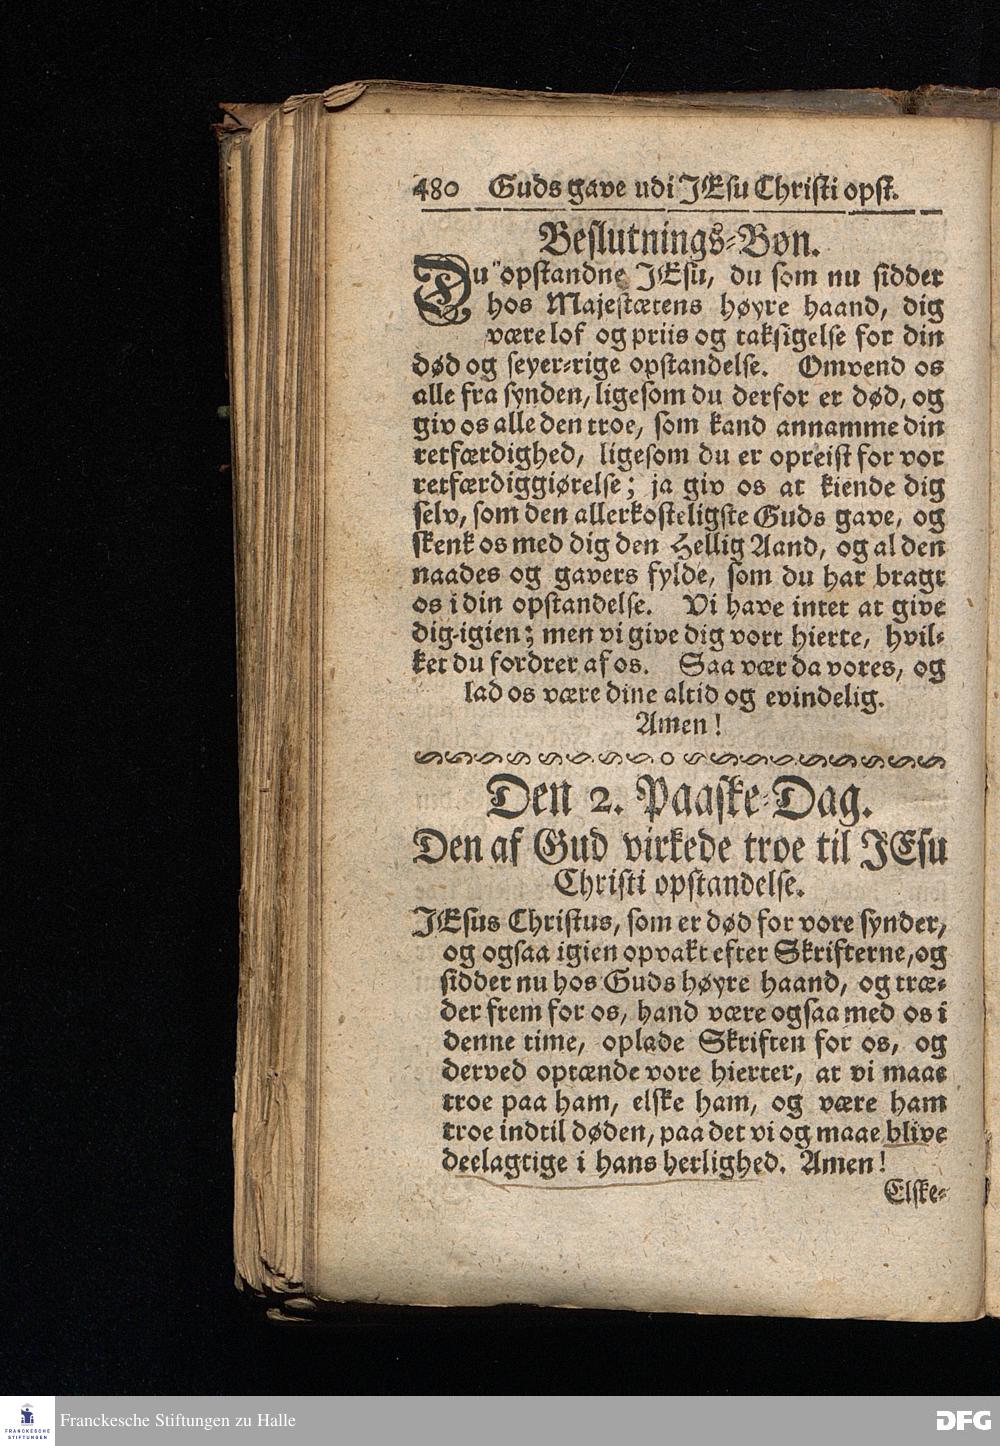 480 Guds gave udi JEsu Christi opst.
Beslutnings-Bøn.
Du opstandne JEsu, du som nu sidder
hos Majestætens høyre haand, dig
være lof og priis og taksigelse for din
død og seyer-rige opstandelse. Omvend os
alle fra synden, ligesom du derfor er død, og
giv os alle den troe, som kand annamme din
retfærdighed, ligesom du er opreist for vor
retfærdiggiørelse; ja giv os at kiende dig
selv, som den allerkosteligste Guds gave, og
skenk os med dig den Hellig Aand, og al den
naades og gavers fylde, som du har bragt
os i din opstandelse. Vi have intet at give
dig igien; men vi give dig vort hierte, hvil-
ket du fordrer af os. Saa vær da vores, og
lad os være dine altid og evindelig.
Amen!
Den 2. Paaske-Dag.
Den af Gud virkede troe til JEsu
Christi opstandelse.
JEsus Christus, som er død for vore synder,
og ogsaa igien opvakt efter Skrifterne, og
sidder nu hos Guds høyre haand, og træ-
der frem for os, hand være ogsaa med os i
denne time, oplade Skriften for os, og
derved optænde vore hierter, at vi maae
troe paa ham, elske ham, og være ham
troe indtil døden, paa det vi og maae blive
deelagtige i hans herlighed. Amen!
Elske-
FRANCKESCHE
STIFTUNGEN
Franckesche Stiftungen zu Halle
DFG